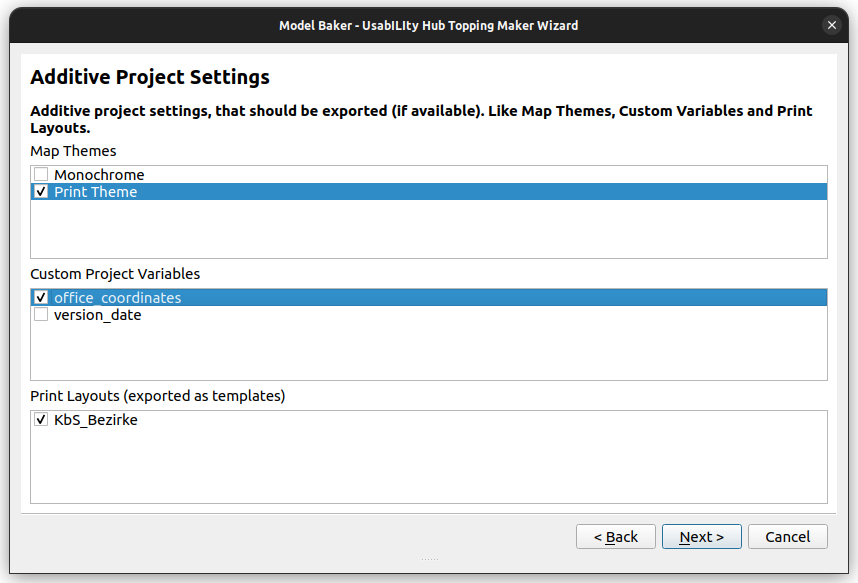 Model Baker - UsabILIty Hub Topping Maker Wizard
Additive Project Settings
Additive project settings, that should be exported (if available). Like Map Themes, Custom Variables and Print
Layouts.
Map Themes
Monochrome
Print Theme
Custom Project Variables
office_coordinates
version_date
Print Layouts (exported as templates)
KbS_Bezirke
< Back
Next >
Cancel